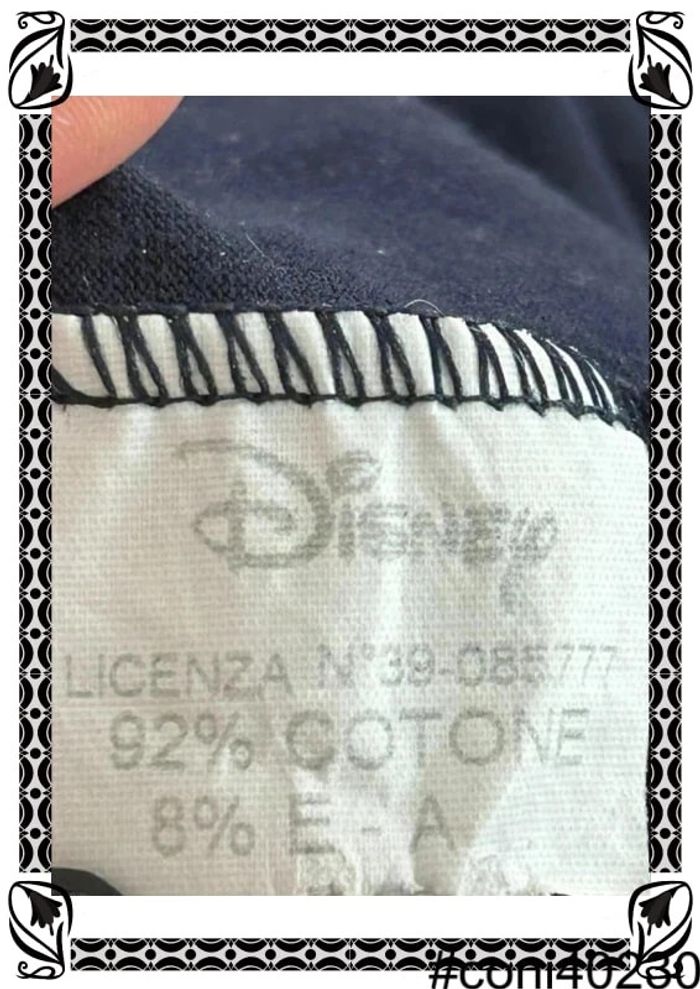 Disney
LICENZA N°39-085777
92% COTONE
8% E - A
#coni40230